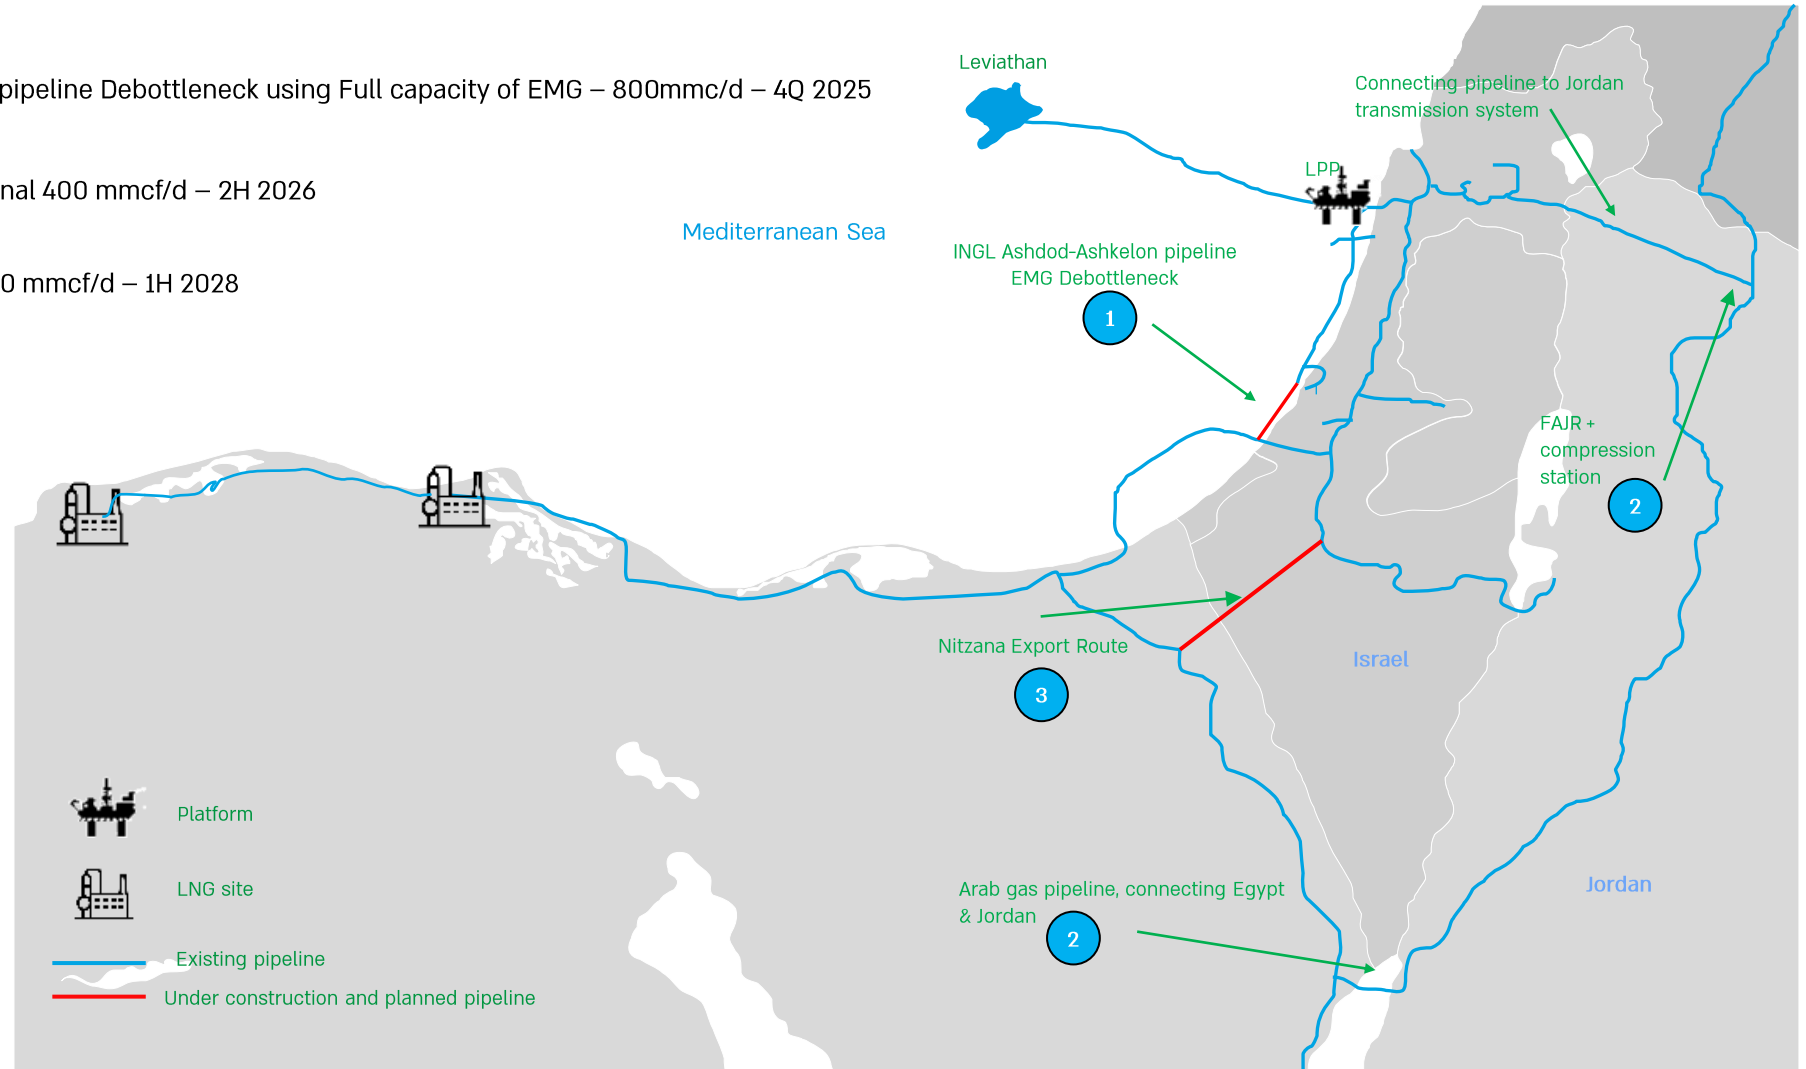 pipeline Debottleneck using Full capacity of EMG – 800mmc/d – 4Q 2025
nal 400 mmcf/d – 2H 2026
0 mmcf/d – 1H 2028
Mediterranean Sea
Leviathan
LPP
Connecting pipeline to Jordan
transmission system
INGL Ashdod-Ashkelon pipeline
EMG Debottleneck
1
FAJR +
compression
station
2
Nitzana Export Route
3
Israel
Jordan
Arab gas pipeline, connecting Egypt
& Jordan
2
Platform
LNG site
Existing pipeline
Under construction and planned pipeline